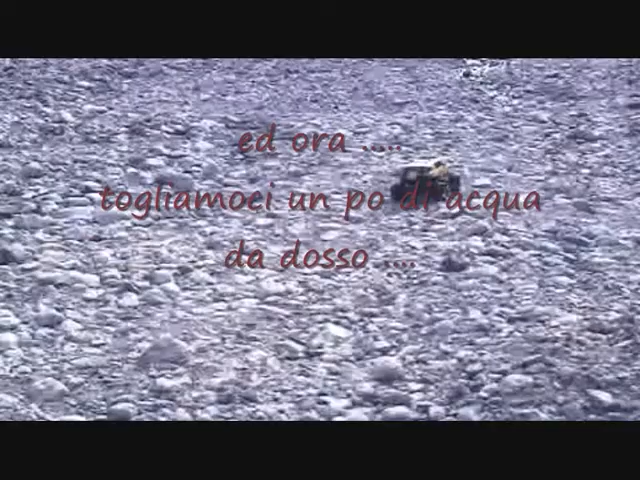 ed ora .....
togliamoci un po di acqua
da dosso ....